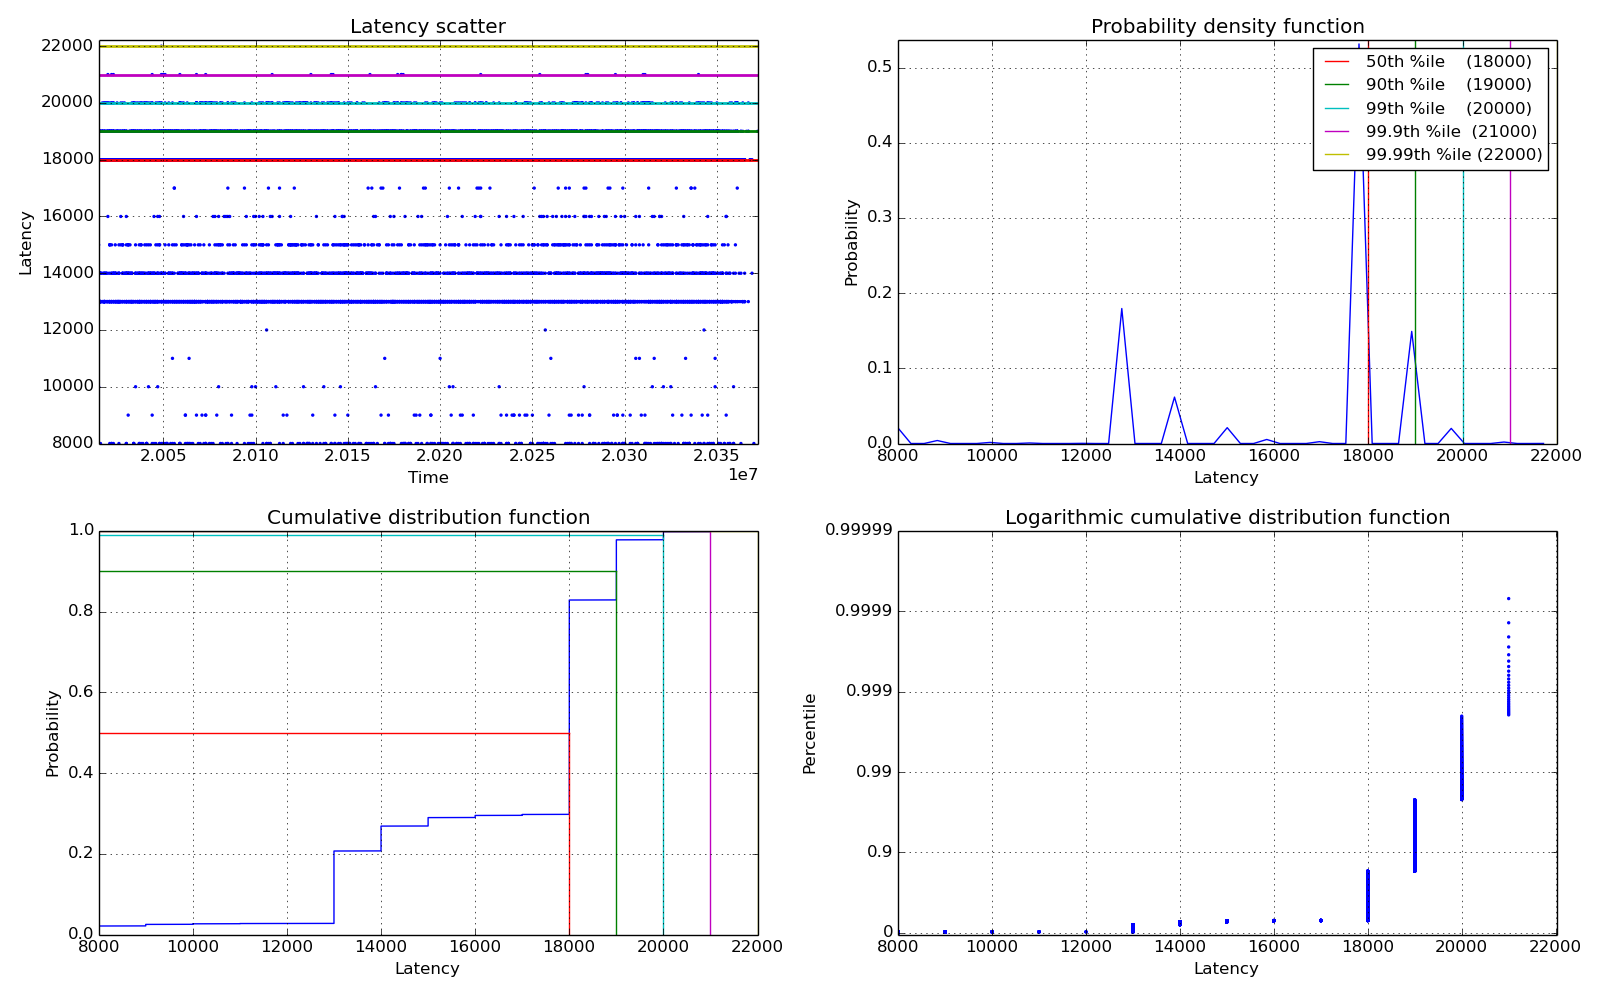 Latency scatter
22000
20000
18000
16000
14000
12000
10000
8000
Latency
2.005 2.010 2.015 2.020 2.025 2.030 2.035
1e7
Time
Probability density function
0.5
0.4
0.3
0.2
0.1
0.0
Probability
50th %ile (18000)
90th %ile (19000)
99th %ile (20000)
99.9th %ile (21000)
99.99th %ile (22000)
8000 10000 12000 14000 16000 18000 20000 22000
Latency
Cumulative distribution function
1.0
0.8
0.6
0.4
0.2
0.0
Probability
8000 10000 12000 14000 16000 18000 20000 22000
Latency
Logarithmic cumulative distribution function
0.99999
0.9999
0.999
0.99
0.9
0
Percentile
8000 10000 12000 14000 16000 18000 20000 22000
Latency